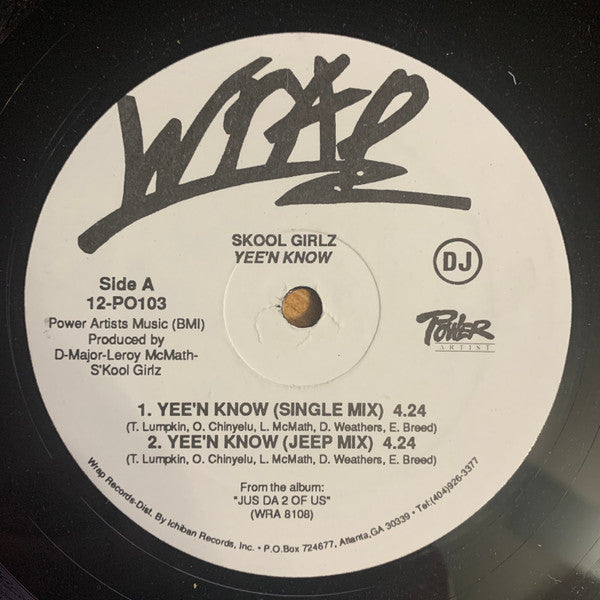 WRAP
SKOOL GIRLZ
YEE'N KNOW
DJ
Side A
12-PO103
Power Artists Music (BMI)
Produced by
D-Major-Leroy McMath-
S'Kool Girlz
POWER
ARTIST
1. YEE'N KNOW (SINGLE MIX) 4.24
(T. Lumpkin, O. Chinyelu, L. McMath, D. Weathers, E. Breed)
2. YEE'N KNOW (JEEP MIX) 4.24
(T. Lumpkin, O. Chinyelu, L. McMath, D. Weathers, E. Breed)
From the album:
"JUS DA 2 OF US"
(WRA 8108)
Wrap Records-Dist. By Ichiban Records, Inc. • P.O.Box 724677, Atlanta,GA 30339 • Tel:(404)926-3377